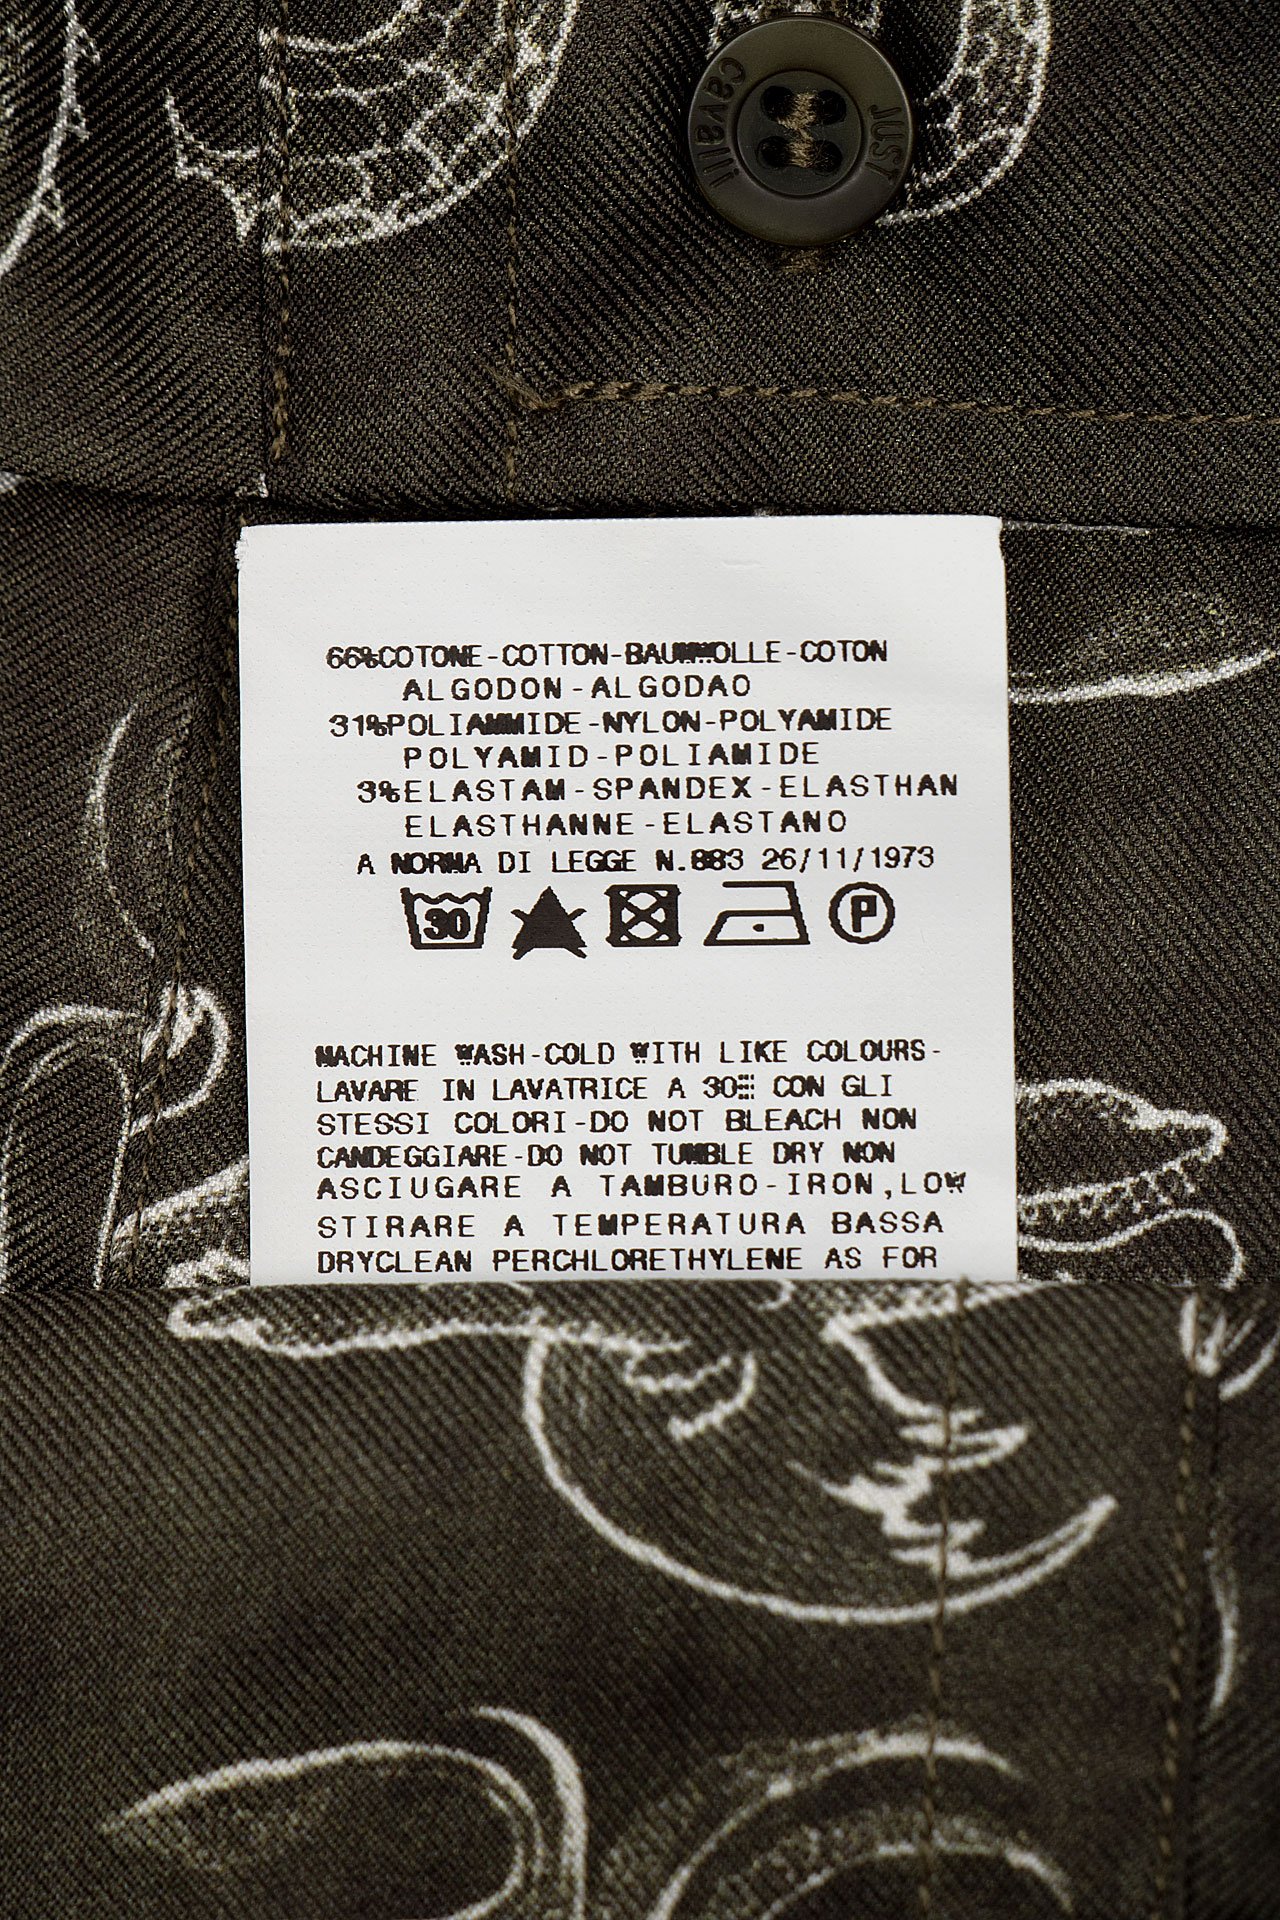 JUST
cavalli
66%COTONE-COTTON-BAUMWOLLE-COTON
ALGODON-ALGODAO
31%POLIAMMIDE-NYLON-POLYAMIDE
POLYAMID-POLIAMIDE
3%ELASTAM-SPANDEX-ELASTHAN
ELASTHANNE-ELASTANO
A NORMA DI LEGGE N.883 26/11/1973
30
P
MACHINE WASH-COLD WITH LIKE COLOURS-
LAVARE IN LAVATRICE A 30 CON GLI
STESSI COLORI-DO NOT BLEACH NON
CANDEGGIARE-DO NOT TUMBLE DRY NON
ASCIUGARE A TAMBURO-IRON,LOW
STIRARE A TEMPERATURA BASSA
DRYCLEAN PERCHLORETHYLENE AS FOR